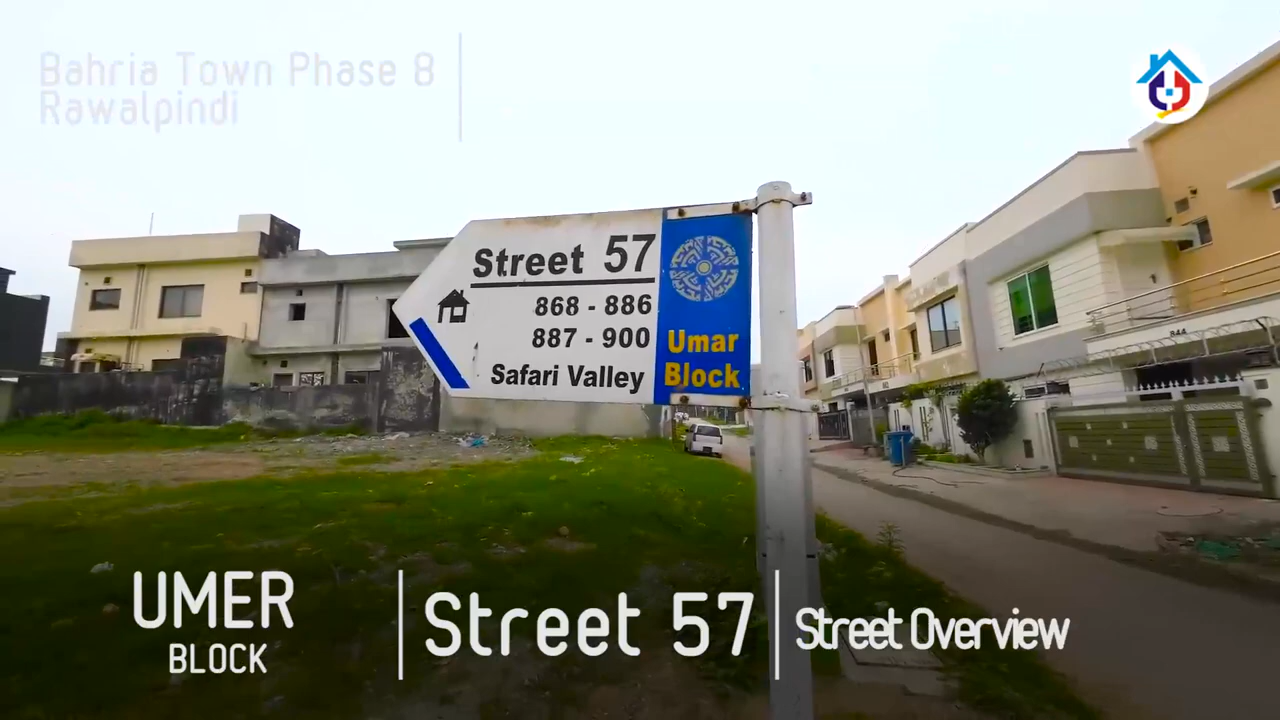 Bahria Town Phase 8
Rawalpindi
Street 57
868 - 886
887 - 900
Safari Valley
Umar
Block
844
UMER
BLOCK
Street 57
Street Overview